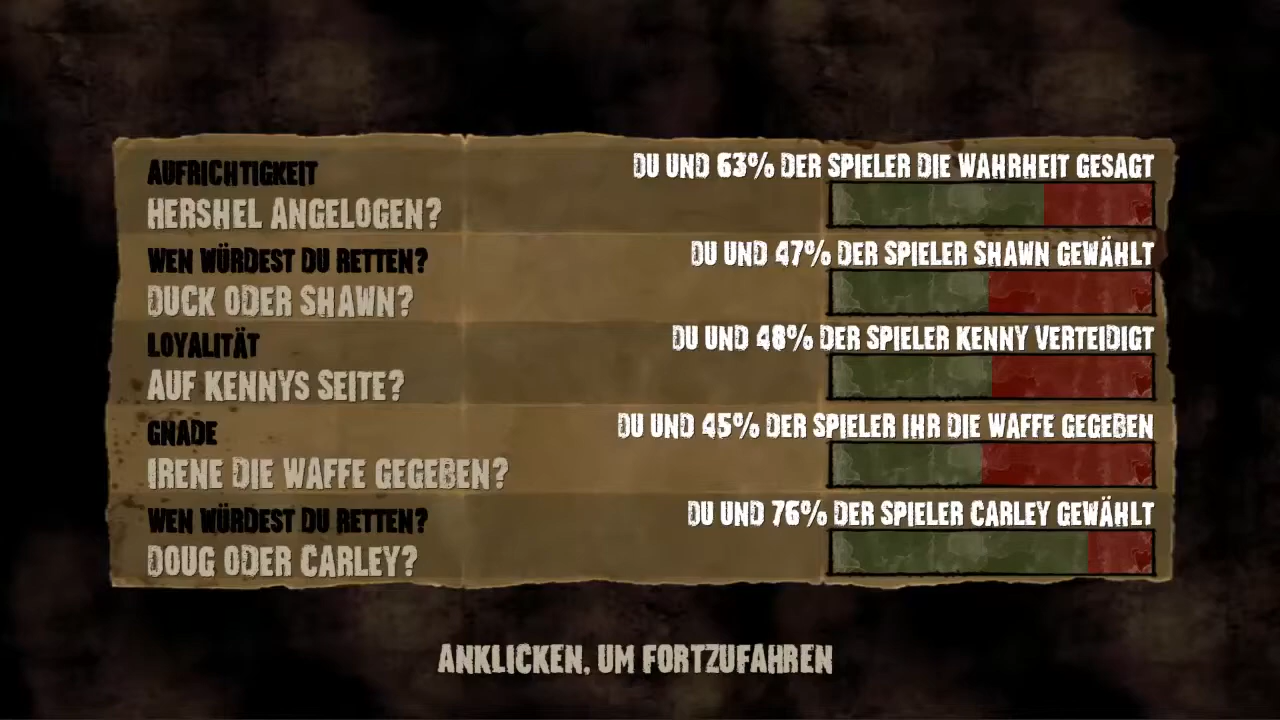 AUFRICHTIGKEIT
DU UND 63% DER SPIELER DIE WAHRHEIT GESAGT
HERSHEL ANGELOGEN?
WEN WÜRDEST DU RETTEN?
DU UND 47% DER SPIELER SHAWN GEWÄHLT
DUCK ODER SHAWN?
LOYALITÄT
DU UND 48% DER SPIELER KENNY VERTEIDIGT
AUF KENNYS SEITE?
GNADE
DU UND 45% DER SPIELER IHR DIE WAFFE GEGEBEN
IRENE DIE WAFFE GEGEBEN?
WEN WÜRDEST DU RETTEN?
DU UND 76% DER SPIELER CARLEY GEWÄHLT
DOUG ODER CARLEY?
ANKLICKEN, UM FORTZUFAHREN